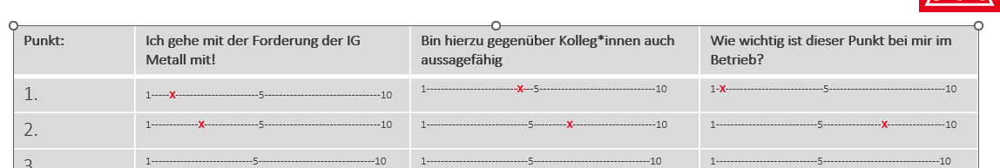 Punkt: Ich gehe mit der Forderung der IG Bin hierzu gegenüber Kolleg*innen auch Wie wichtig ist dieser Punkt bei mir im
Metall mit! aussagefähig Betrieb?
1. 1-----X-----------------------5--------------------------------10 1-------------------------X---5--------------------------------10 1-X---------------------------5--------------------------------10
2. 1--------------X---------------5--------------------------------10 1----------------------------5---------X----------------------10 1----------------------------5----------------X---------------10
3. 1----------------------------5--------------------------------10 1----------------------------5--------------------------------10 1----------------------------5--------------------------------10